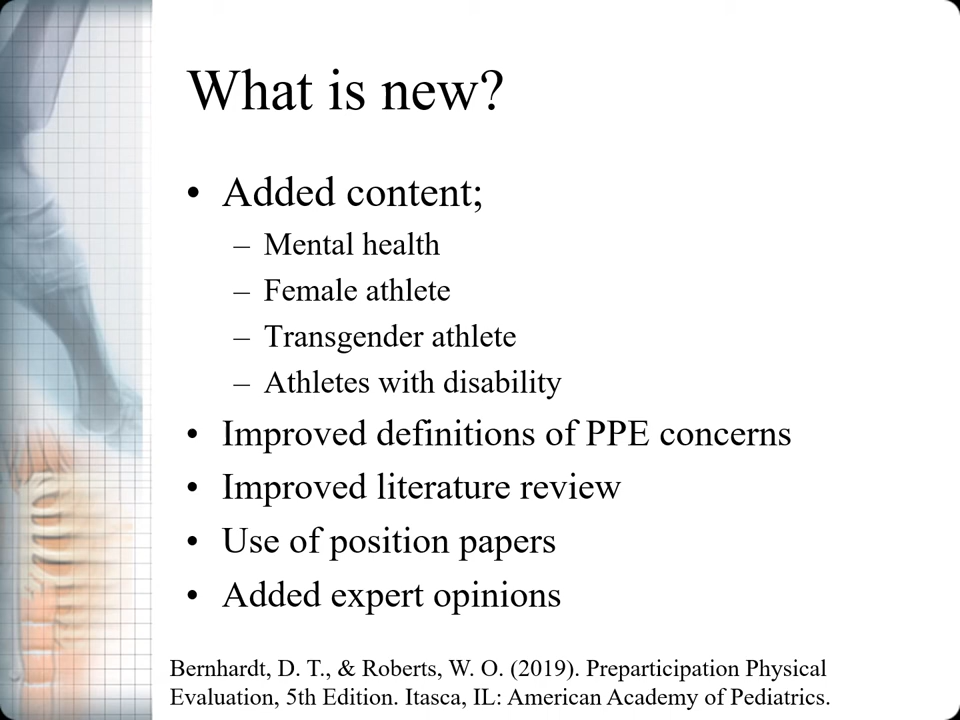 What is new?
• Added content;
– Mental health
– Female athlete
– Transgender athlete
– Athletes with disability
• Improved definitions of PPE concerns
• Improved literature review
• Use of position papers
• Added expert opinions
Bernhardt, D. T., & Roberts, W. O. (2019). Preparticipation Physical
Evaluation, 5th Edition. Itasca, IL: American Academy of Pediatrics.